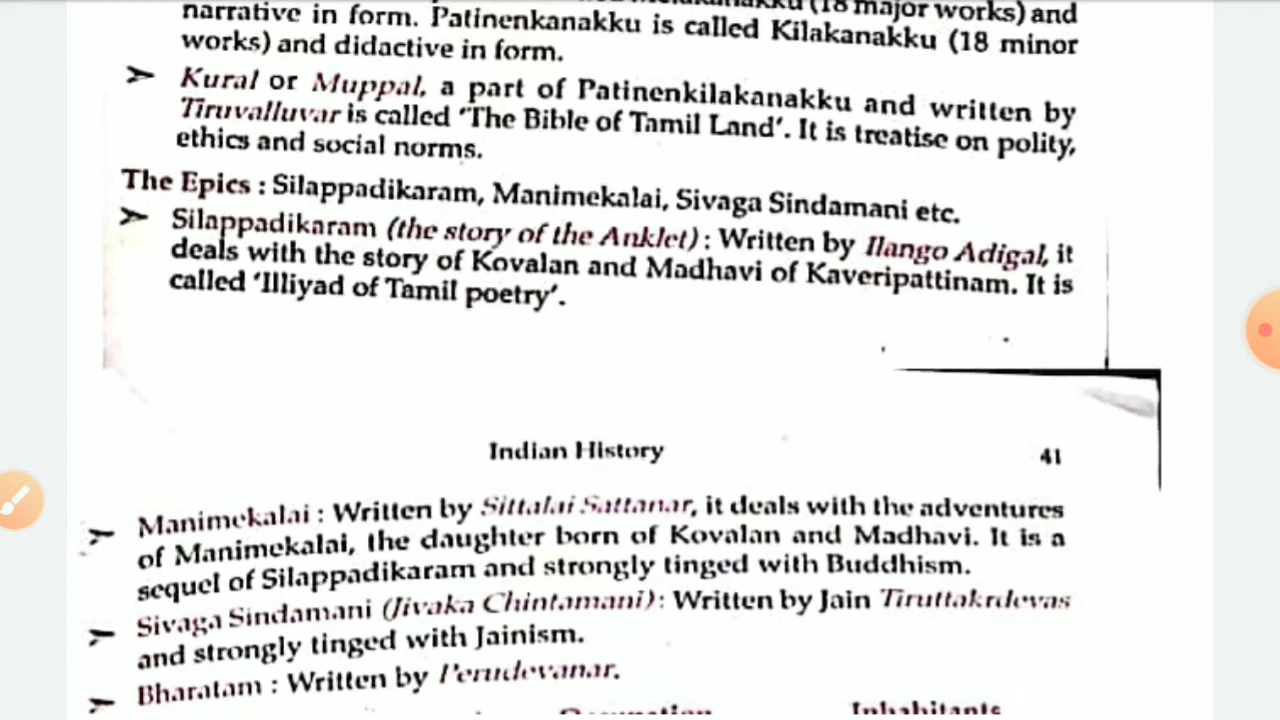 (18 major works) and
narrative in form. Patinenkanakku is called Kilakanakku (18 minor
works) and didactic in form.
➤ Kural or Muppal, a part of Patinenkilakanakku and written by
Tiruvalluvar is called 'The Bible of Tamil Land'. It is treatise on polity,
ethics and social norms.
The Epics : Silappadikaram, Manimekalai, Sivaga Sindamani etc.
➤ Silappadikaram (the story of the Anklet) : Written by Ilango Adigal, it
deals with the story of Kovalan and Madhavi of Kaveripattinam. It is
called 'Illiyad of Tamil poetry'.
Indian History 41
➤ Manimekalai : Written by Sittalai Sattanar, it deals with the adventures
of Manimekalai, the daughter born of Kovalan and Madhavi. It is a
sequel of Silappadikaram and strongly tinged with Buddhism.
➤ Sivaga Sindamani (Jivaka Chintamani) : Written by Jain Tiruttakrdevas
and strongly tinged with Jainism.
➤ Bharatam : Written by Perudevanar.
Inhabitants